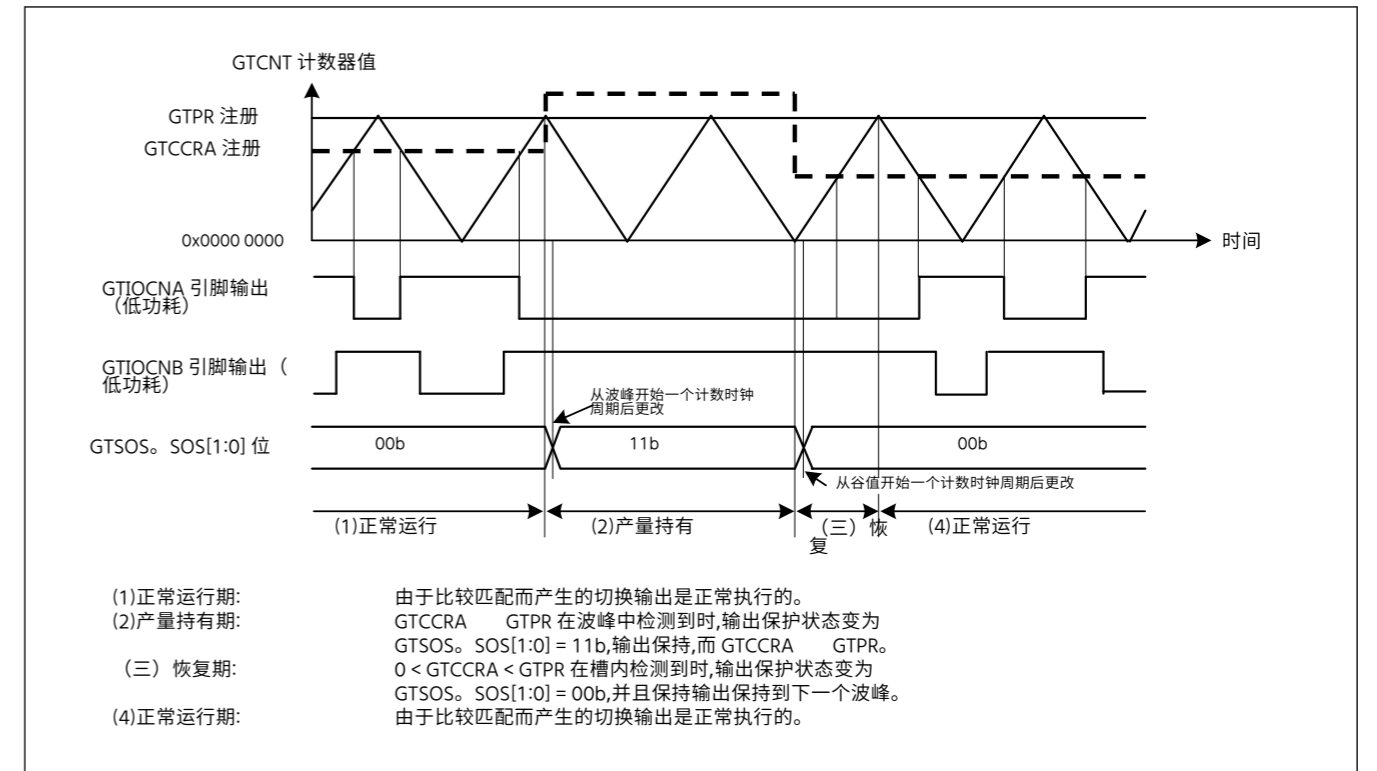 GTCNT 计数器值
GTPR 注册
GTCCRA 注册
0x0000 0000
时间
GTIOCNA 引脚输出
（低功耗）
GTIOCNB 引脚输出（
低功耗）
从波峰开始一个计数时钟
周期后更改
GTSOS。SOS[1:0] 位
00b
11b
00b
从谷值开始一个计数时钟周期后更改
(1)正常运行
(2)产量持有
（三）恢
复
(4)正常运行
(1)正常运行期: 由于比较匹配而产生的切换输出是正常执行的。
(2)产量持有期: GTCCRA GTPR 在波峰中检测到时,输出保护状态变为
GTSOS。SOS[1:0] = 11b,输出保持,而 GTCCRA GTPR。
（三）恢复期: 0 < GTCCRA < GTPR 在槽内检测到时,输出保护状态变为
GTSOS。SOS[1:0] = 00b,并且保持输出保持到下一个波峰。
(4)正常运行期: 由于比较匹配而产生的切换输出是正常执行的。